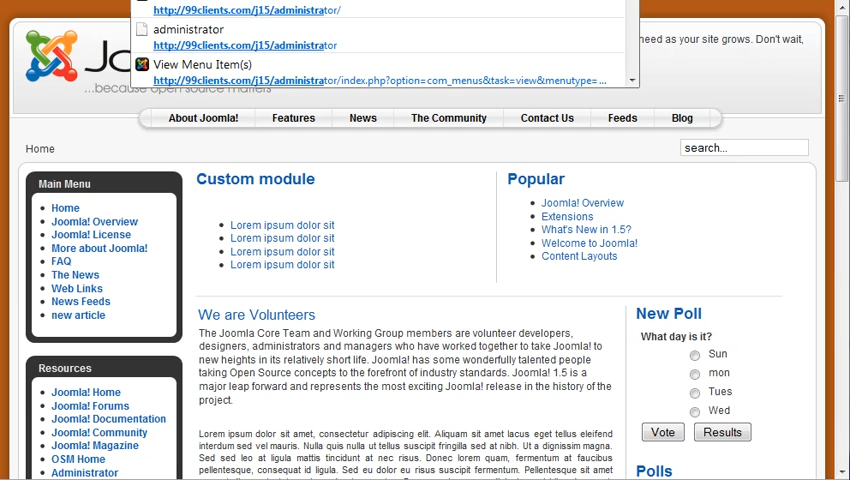 http://99clients.com/j15/administrator/
administrator
http://99clients.com/j15/administrator
View Menu Item(s)
http://99clients.com/j15/administrator/index.php?option=com_menus&task=view&menutype=...
need as your site grows. Don't wait,
...because open source matters
About Joomla! Features News The Community Contact Us Feeds Blog
Home
search...
Main Menu
Home
Joomla! Overview
Joomla! License
More about Joomla!
FAQ
The News
Web Links
News Feeds
new article
Resources
Joomla! Home
Joomla! Forums
Joomla! Documentation
Joomla! Community
Joomla! Magazine
OSM Home
Administrator
Custom module
Lorem ipsum dolor sit
Lorem ipsum dolor sit
Lorem ipsum dolor sit
Lorem ipsum dolor sit
Popular
Joomla! Overview
Extensions
What's New in 1.5?
Welcome to Joomla!
Content Layouts
We are Volunteers
The Joomla Core Team and Working Group members are volunteer developers,
designers, administrators and managers who have worked together to take Joomla! to
new heights in its relatively short life. Joomla! has some wonderfully talented people
taking Open Source concepts to the forefront of industry standards. Joomla! 1.5 is a
major leap forward and represents the most exciting Joomla! release in the history of the
project.
Lorem ipsum dolor sit amet, consectetur adipiscing elit. Aliquam sit amet lacus eget tellus eleifend
interdum sed vel mauris. Nulla quis nulla ut tellus suscipit fringilla sed at nibh. Ut a dignissim magna.
Lorem ipsum dolor sit amet, consectetur adipiscing elit. Donec quam quam, fermentum at faucibus
pellentesque, consequat id ligula. Sed eu dolor eu risus suscipit fermentum. Pellentesque sit amet
New Poll
What day is it?
Sun
mon
Tues
Wed
Vote Results
Polls